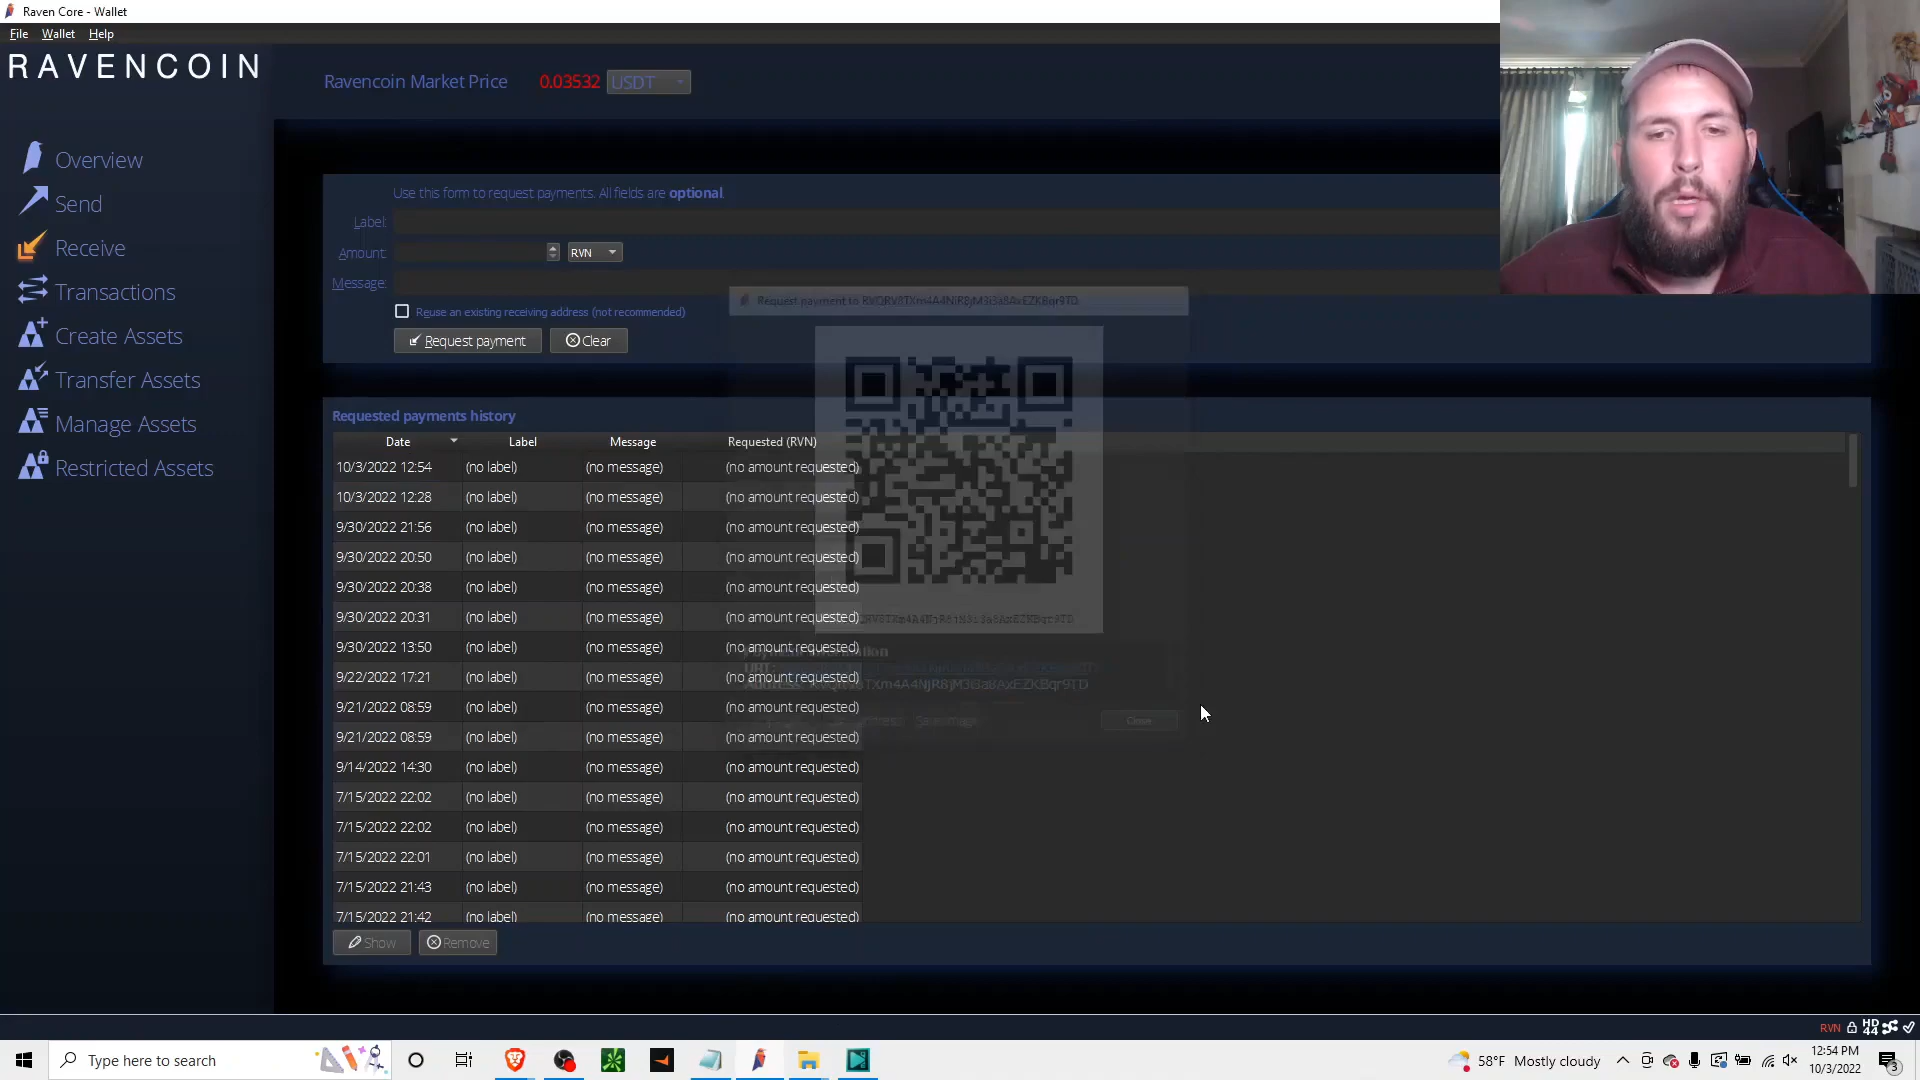 Raven Core - Wallet
File Wallet Help
RAVENCOIN
Ravencoin Market Price 0.03532 USDT
Overview
Send
Receive
Transactions
Create Assets
Transfer Assets
Manage Assets
Restricted Assets
Use this form to request payments. All fields are optional.
Label:
Amount: RVN
Message:
Reuse an existing receiving address (not recommended)
Request payment Clear
Request payment to
Requested payments history
Date Label Message Requested (RVN)
10/3/2022 12:54 (no label) (no message) (no amount requested)
10/3/2022 12:28 (no label) (no message) (no amount requested)
9/30/2022 21:56 (no label) (no message) (no amount requested)
9/30/2022 20:50 (no label) (no message) (no amount requested)
9/30/2022 20:38 (no label) (no message) (no amount requested)
9/30/2022 20:31 (no label) (no message) (no amount requested)
9/30/2022 13:50 (no label) (no message) (no amount requested)
9/22/2022 17:21 (no label) (no message) (no amount requested)
9/21/2022 08:59 (no label) (no message) (no amount requested)
9/21/2022 08:59 (no label) (no message) (no amount requested)
9/14/2022 14:30 (no label) (no message) (no amount requested)
7/15/2022 22:02 (no label) (no message) (no amount requested)
7/15/2022 22:02 (no label) (no message) (no amount requested)
7/15/2022 22:01 (no label) (no message) (no amount requested)
7/15/2022 21:43 (no label) (no message) (no amount requested)
7/15/2022 21:42 (no label) (no message) (no amount requested)
Show Remove
RVN HD 44
Type here to search
58°F Mostly cloudy
12:54 PM
10/3/2022
3